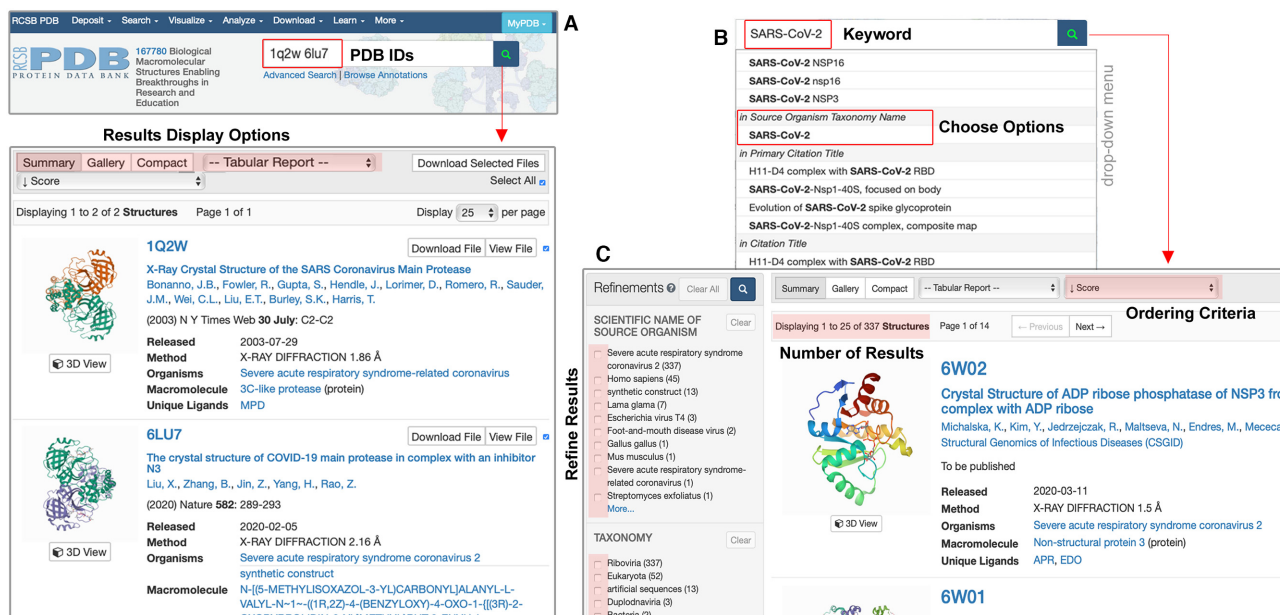 RCSB PDB Deposit Search Visualize Analyze Download Learn More MyPDB
A
RCSB PDB
PROTEIN DATA BANK
167780 Biological
Macromolecular
Structures Enabling
Breakthroughs in
Research and
Education
1q2w 6lu7 PDB IDs
Advanced Search | Browse Annotations
Results Display Options
Summary Gallery Compact -- Tabular Report -- Download Selected Files
↓ Score Select All
Displaying 1 to 2 of 2 Structures Page 1 of 1 Display 25 per page
1Q2W Download File View File
X-Ray Crystal Structure of the SARS Coronavirus Main Protease
Bonanno, J.B., Fowler, R., Gupta, S., Hendle, J., Lorimer, D., Romero, R., Sauder,
J.M., Wei, C.L., Liu, E.T., Burley, S.K., Harris, T.
(2003) N Y Times Web 30 July: C2-C2
Released 2003-07-29
Method X-RAY DIFFRACTION 1.86 Å
Organisms Severe acute respiratory syndrome-related coronavirus
Macromolecule 3C-like protease (protein)
Unique Ligands MPD
3D View
6LU7 Download File View File
The crystal structure of COVID-19 main protease in complex with an inhibitor
N3
Liu, X., Zhang, B., Jin, Z., Yang, H., Rao, Z.
(2020) Nature 582: 289-293
Released 2020-02-05
Method X-RAY DIFFRACTION 2.16 Å
Organisms Severe acute respiratory syndrome coronavirus 2
synthetic construct
Macromolecule N-[(5-METHYLISOXAZOL-3-YL)CARBONYL]ALANYL-L-
VALYL-N~1~-((1R,2Z)-4-(BENZYLOXY)-4-OXO-1-{[(3R)-2-
3D View
B
SARS-CoV-2 Keyword
SARS-CoV-2 NSP16
SARS-CoV-2 nsp16
SARS-CoV-2 NSP3
in Source Organism Taxonomy Name
SARS-CoV-2
Choose Options
in Primary Citation Title
H11-D4 complex with SARS-CoV-2 RBD
SARS-CoV-2-Nsp1-40S, focused on body
Evolution of SARS-CoV-2 spike glycoprotein
SARS-CoV-2-Nsp1-40S complex, composite map
in Citation Title
H11-D4 complex with SARS-CoV-2 RBD
drop-down menu
C
Refine Results
Refinements Clear All
SCIENTIFIC NAME OF
SOURCE ORGANISM
Clear
Severe acute respiratory syndrome
coronavirus 2 (337)
Homo sapiens (45)
synthetic construct (13)
Lama glama (7)
Escherichia virus T4 (3)
Foot-and-mouth disease virus (2)
Gallus gallus (1)
Mus musculus (1)
Severe acute respiratory syndrome-
related coronavirus (1)
Streptomyces exfoliatus (1)
More...
TAXONOMY Clear
Riboviria (337)
Eukaryota (52)
artificial sequences (13)
Duplodnaviria (3)
Bacteria (2)
Summary Gallery Compact -- Tabular Report -- ↓ Score
Ordering Criteria
Displaying 1 to 25 of 337 Structures Page 1 of 14 ← Previous Next →
Number of Results
6W02
Crystal Structure of ADP ribose phosphatase of NSP3 fro
complex with ADP ribose
Michalska, K., Kim, Y., Jedrzejczak, R., Maltseva, N., Endres, M., Mececa
Structural Genomics of Infectious Diseases (CSGID)
To be published
Released 2020-03-11
Method X-RAY DIFFRACTION 1.5 Å
Organisms Severe acute respiratory syndrome coronavirus 2
Macromolecule Non-structural protein 3 (protein)
Unique Ligands APR, EDO
3D View
6W01